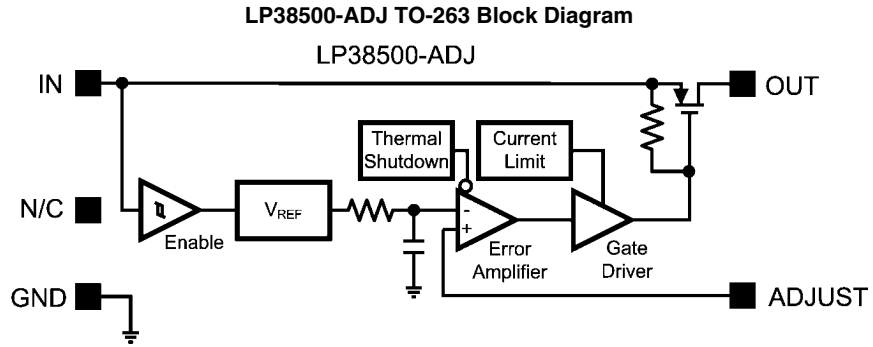 LP38500-ADJ TO-263 Block Diagram
LP38500-ADJ
IN
OUT
Thermal
Shutdown
Current
Limit
N/C
Enable
VREF
-
+
Error
Amplifier
Gate
Driver
GND
ADJUST